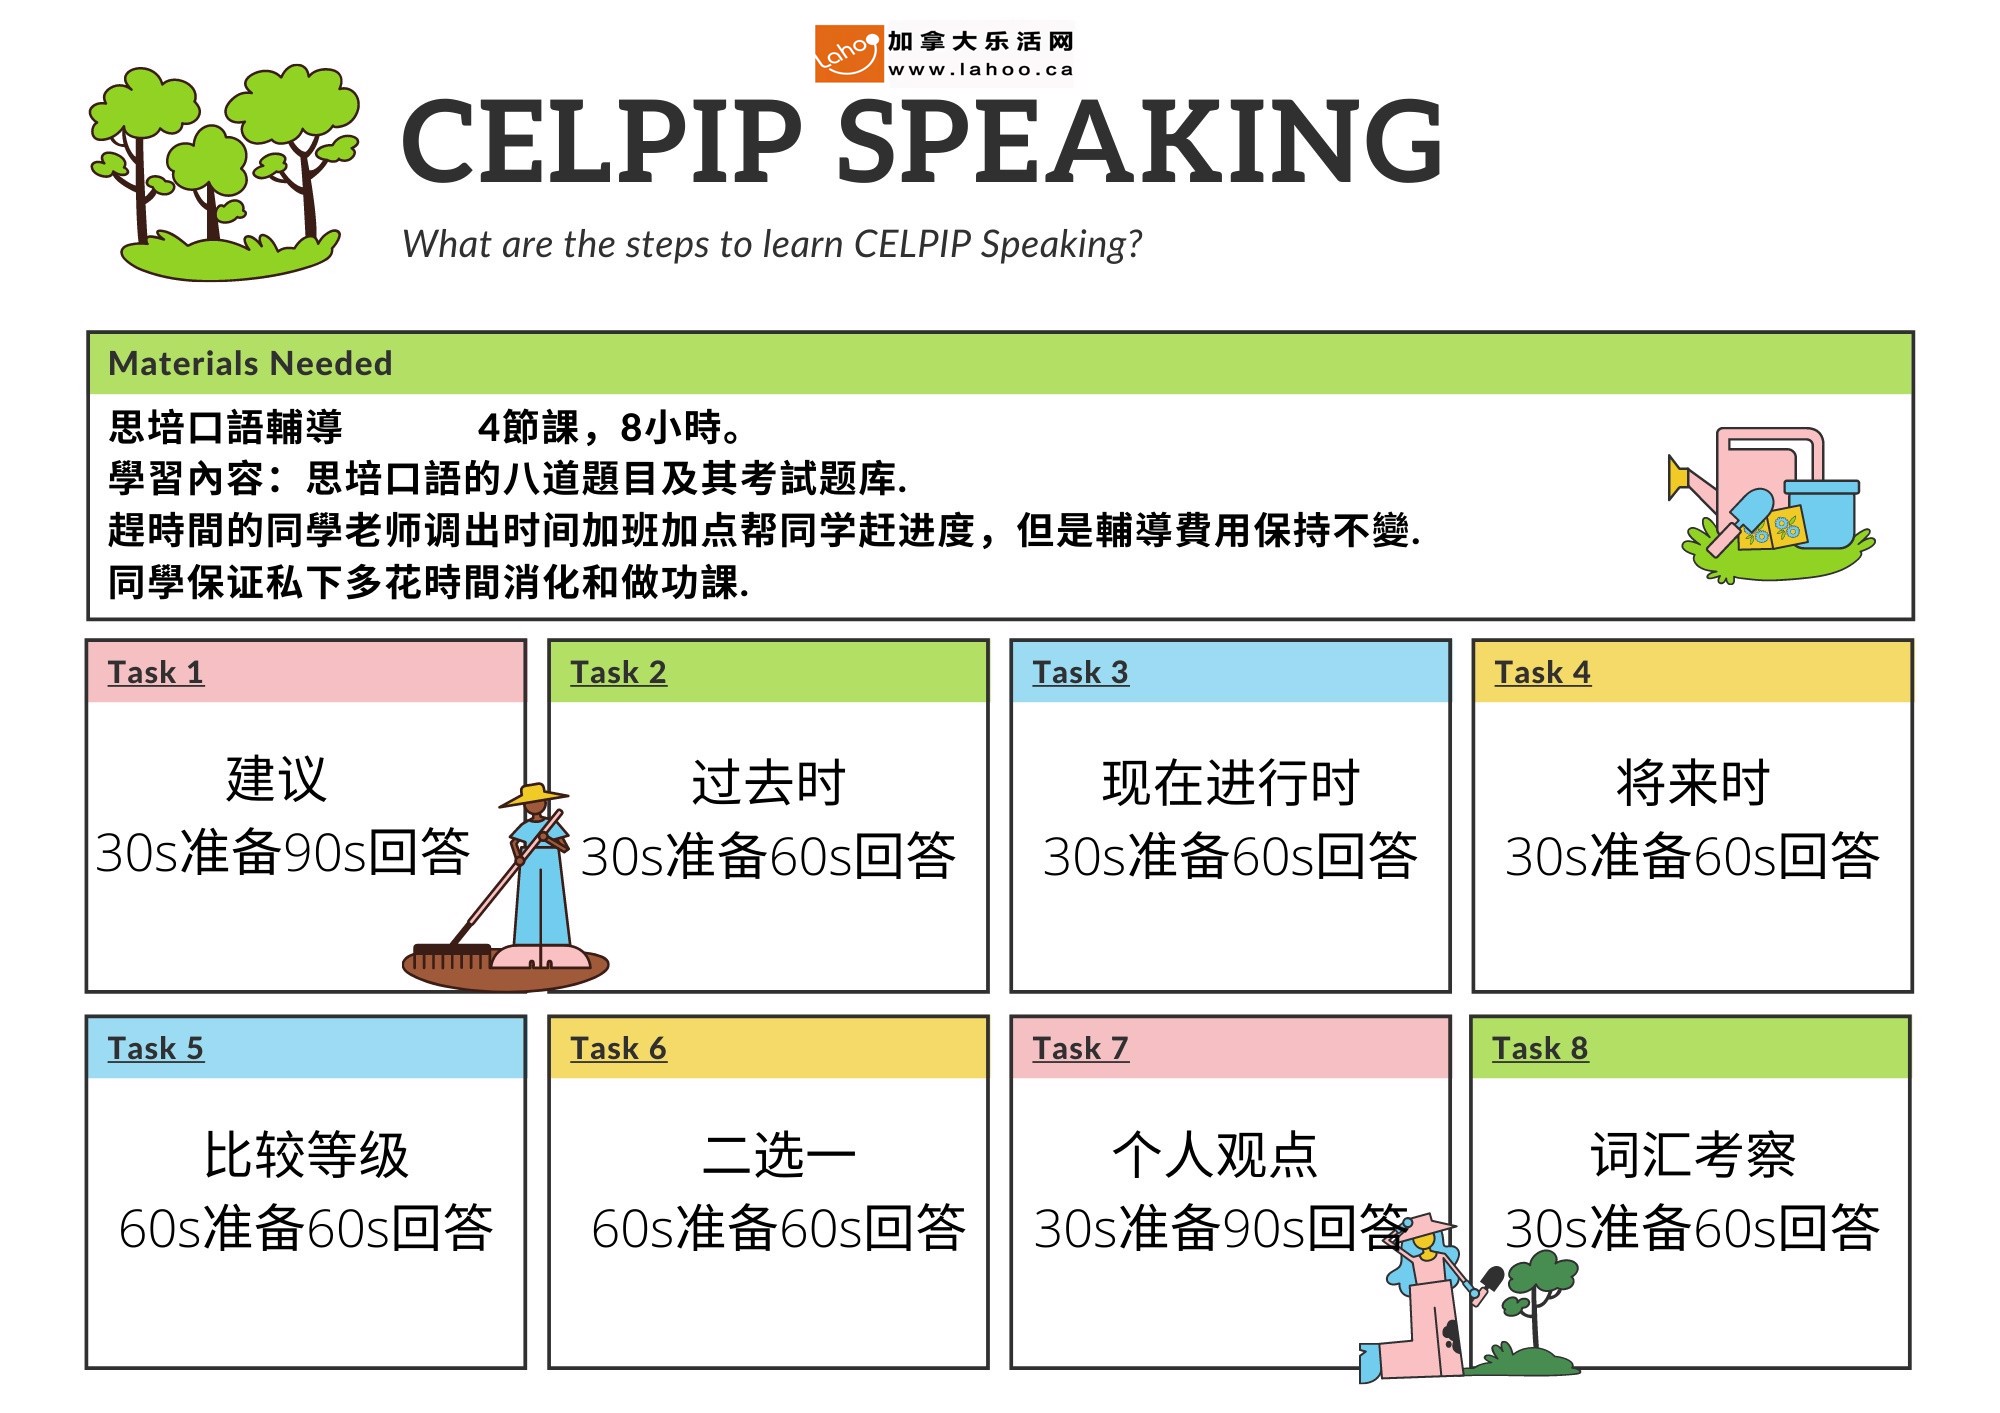 Lahoo
加拿大乐活网
www.lahoo.ca
CELPIP SPEAKING
What are the steps to learn CELPIP Speaking?
Materials Needed
思培口語輔導 4節課，8小時。
學習內容：思培口語的八道題目及其考試题库.
趕時間的同學老师调出时间加班加点帮同学赶进度，但是輔導費用保持不變.
同學保证私下多花時間消化和做功課.
Task 1
建议
30s准备90s回答
Task 2
过去时
30s准备60s回答
Task 3
现在进行时
30s准备60s回答
Task 4
将来时
30s准备60s回答
Task 5
比较等级
60s准备60s回答
Task 6
二选一
60s准备60s回答
Task 7
个人观点
30s准备90s回答
Task 8
词汇考察
30s准备60s回答